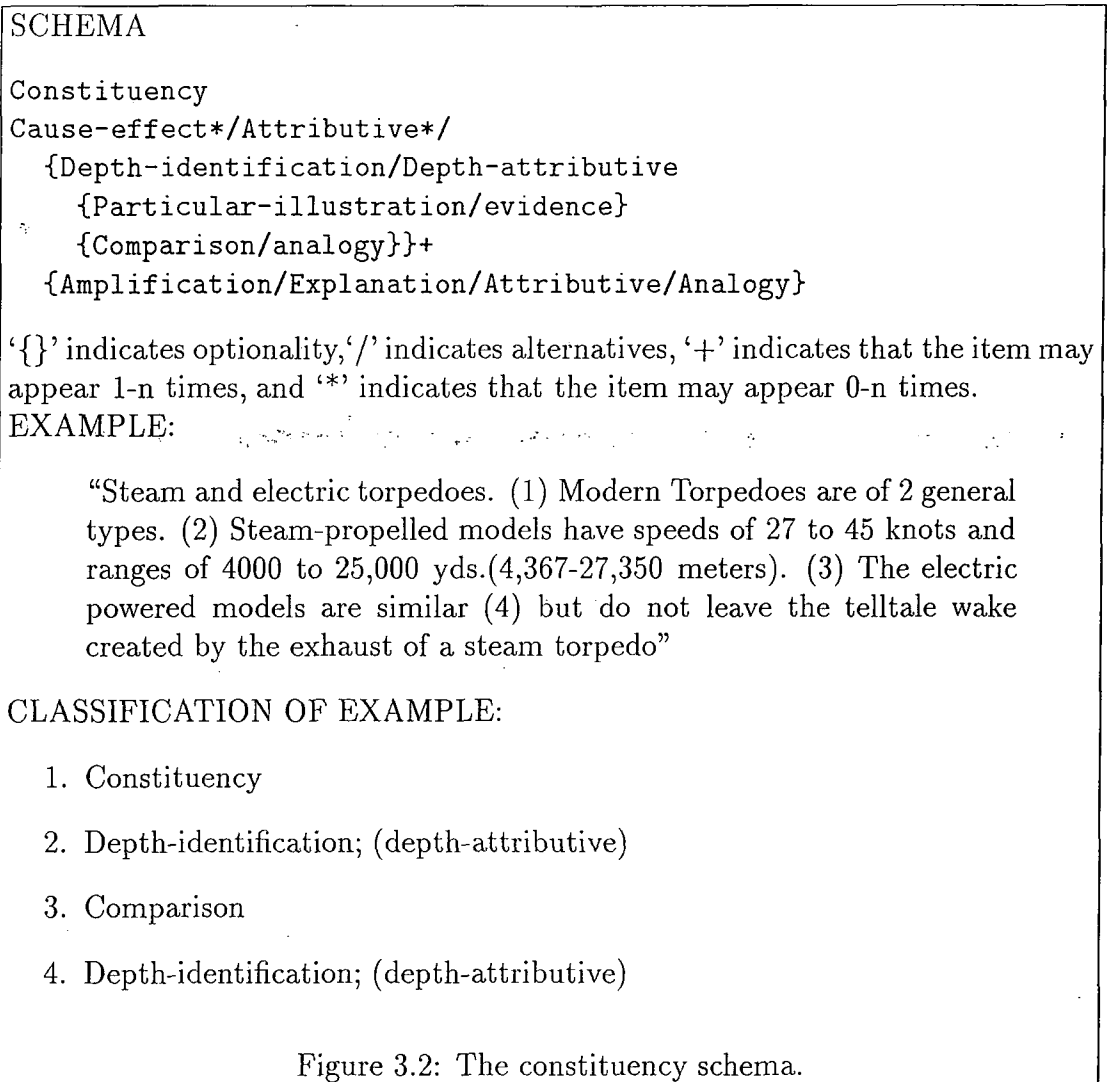 SCHEMA
Constituency
Cause-effect*/Attributive*/
{Depth-identification/Depth-attributive
{Particular-illustration/evidence}
{Comparison/analogy}}+
{Amplification/Explanation/Attributive/Analogy}
‘{}’ indicates optionality,‘/’ indicates alternatives, ‘+’ indicates that the item may
appear 1-n times, and ‘*’ indicates that the item may appear 0-n times.
EXAMPLE:
“Steam and electric torpedoes. (1) Modern Torpedoes are of 2 general
types. (2) Steam-propelled models have speeds of 27 to 45 knots and
ranges of 4000 to 25,000 yds.(4,367-27,350 meters). (3) The electric
powered models are similar (4) but do not leave the telltale wake
created by the exhaust of a steam torpedo”
CLASSIFICATION OF EXAMPLE:
1. Constituency
2. Depth-identification; (depth-attributive)
3. Comparison
4. Depth-identification; (depth-attributive)
Figure 3.2: The constituency schema.